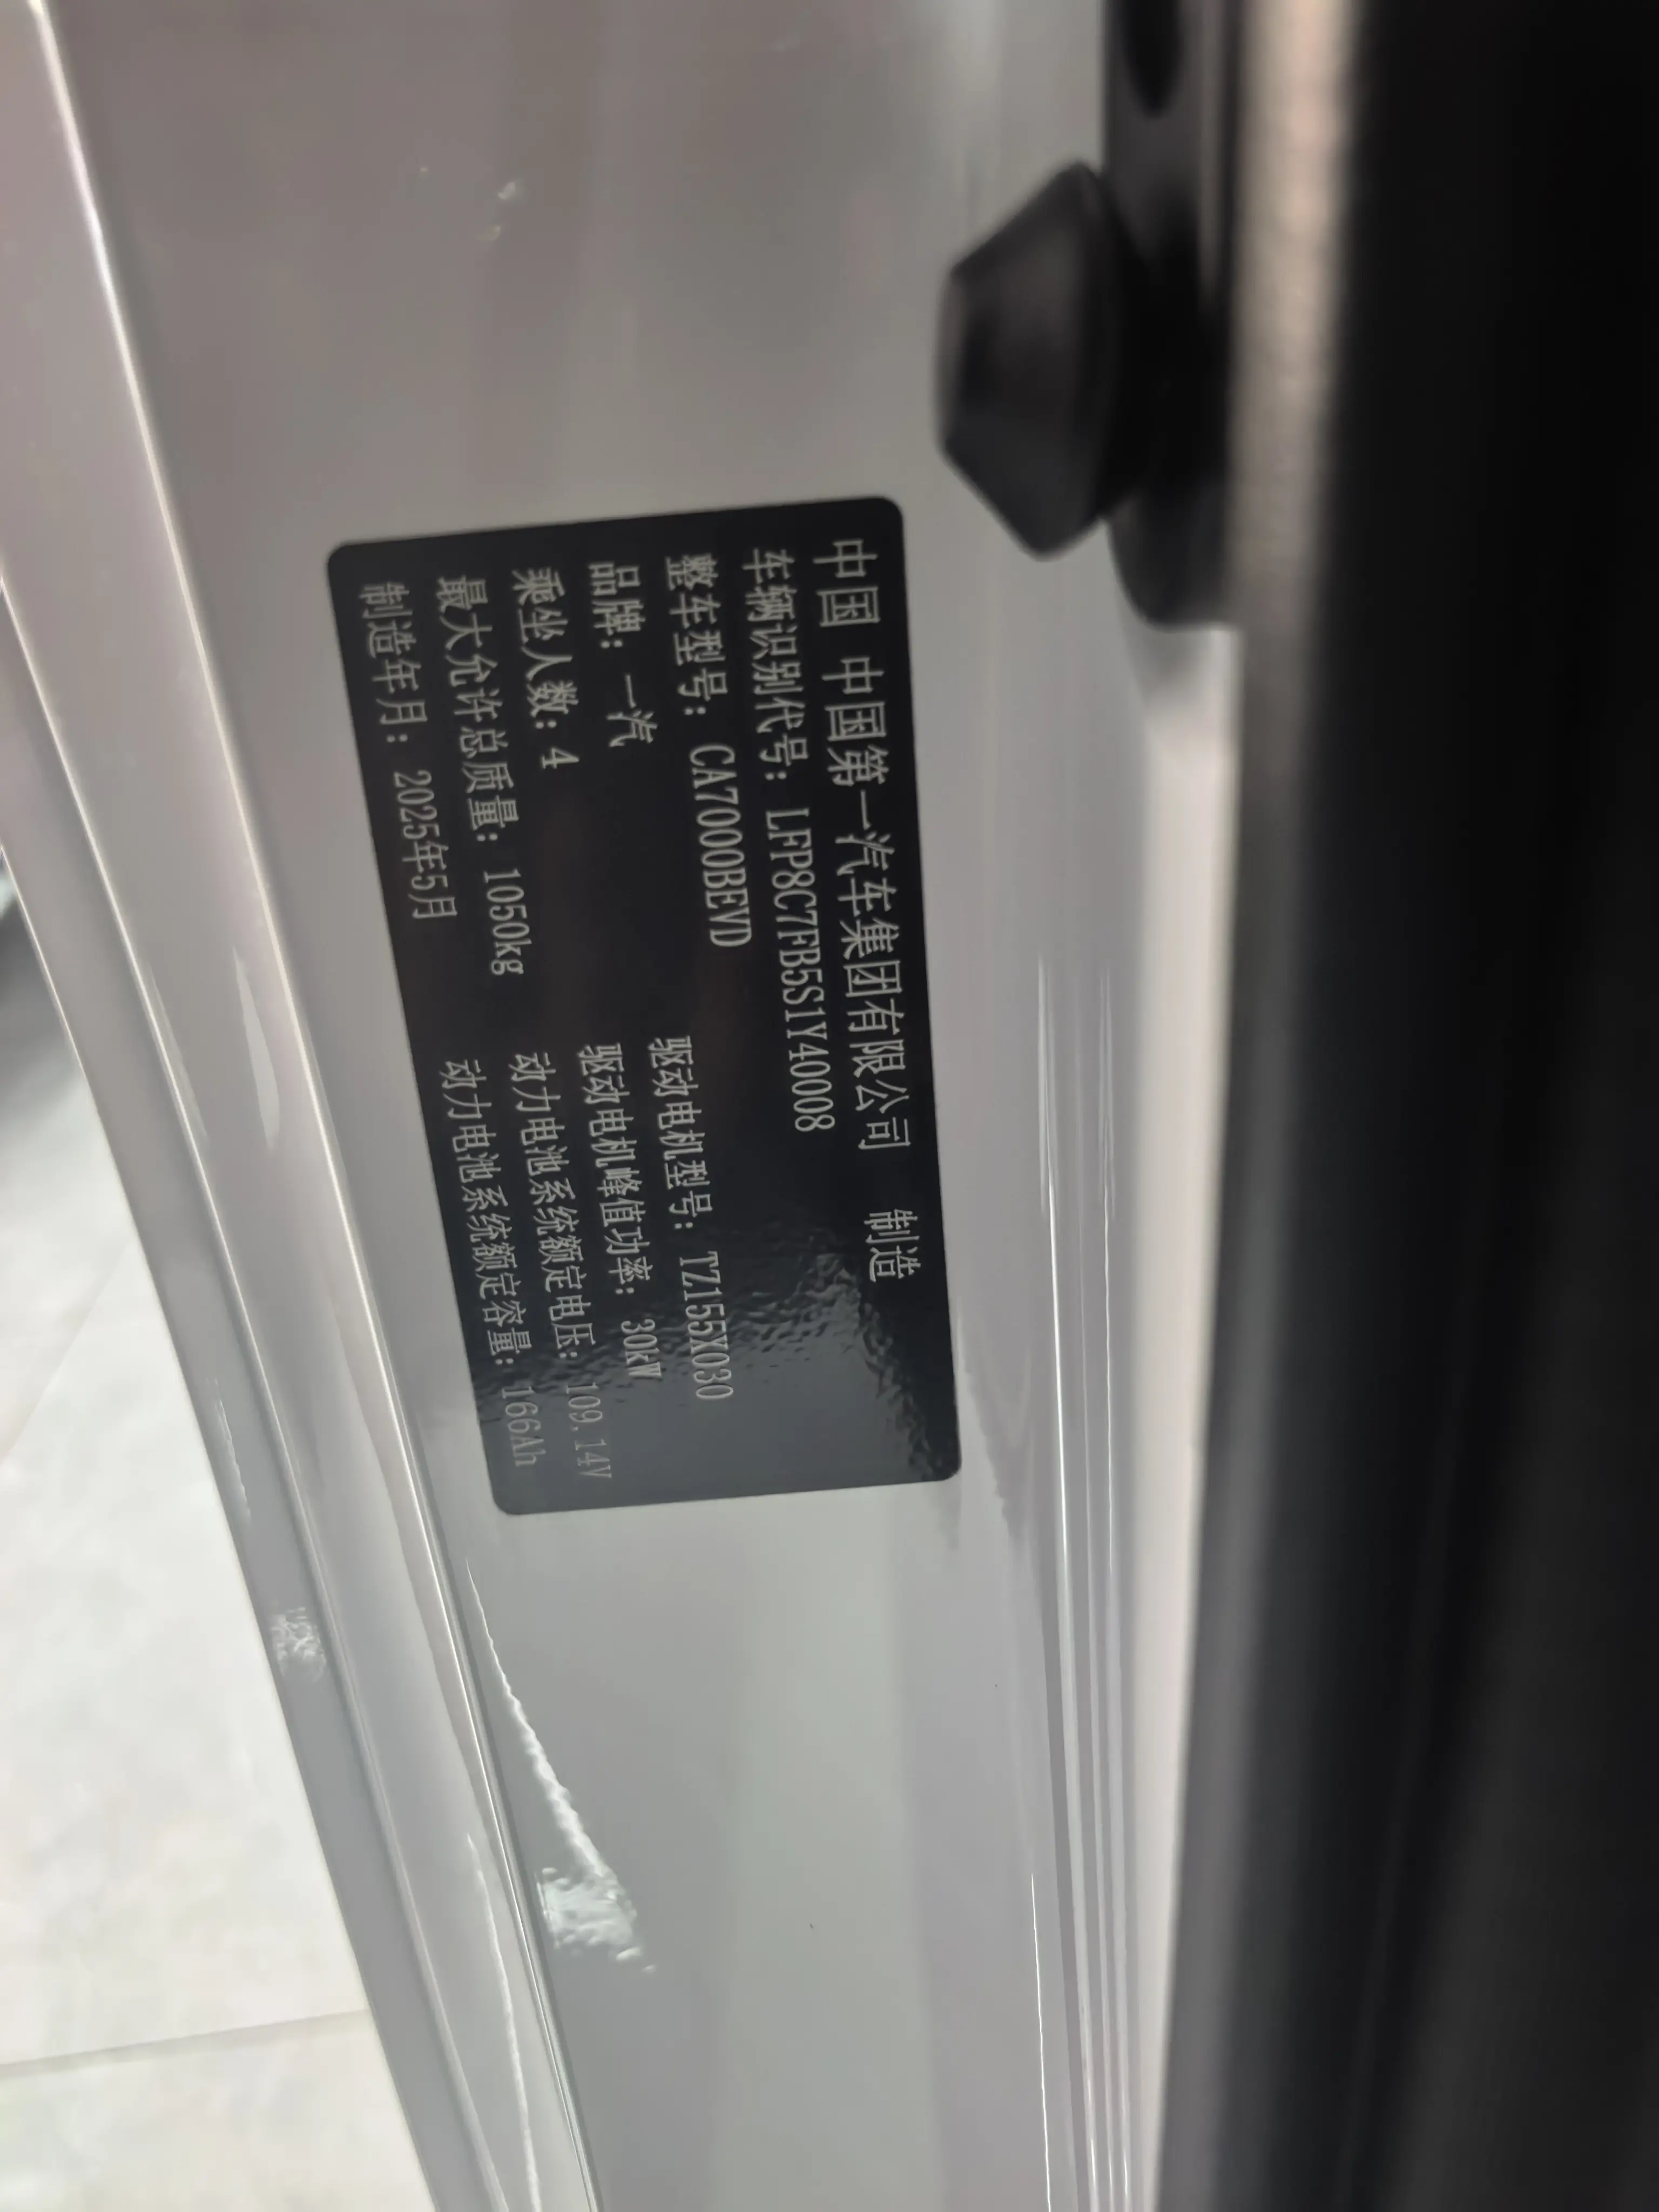 中国 中国第一汽车集团有限公司 制造
车辆识别代号: LFP8C7FB5S1Y40008
整车型号: CA7000BEVD
品牌: 一汽
乘坐人数: 4
最大允许总质量: 1050kg
制造年月: 2025年5月
驱动电机型号: TZ155X030
驱动电机峰值功率: 30kW
动力电池系统额定电压: 109.14V
动力电池系统额定容量: 166Ah